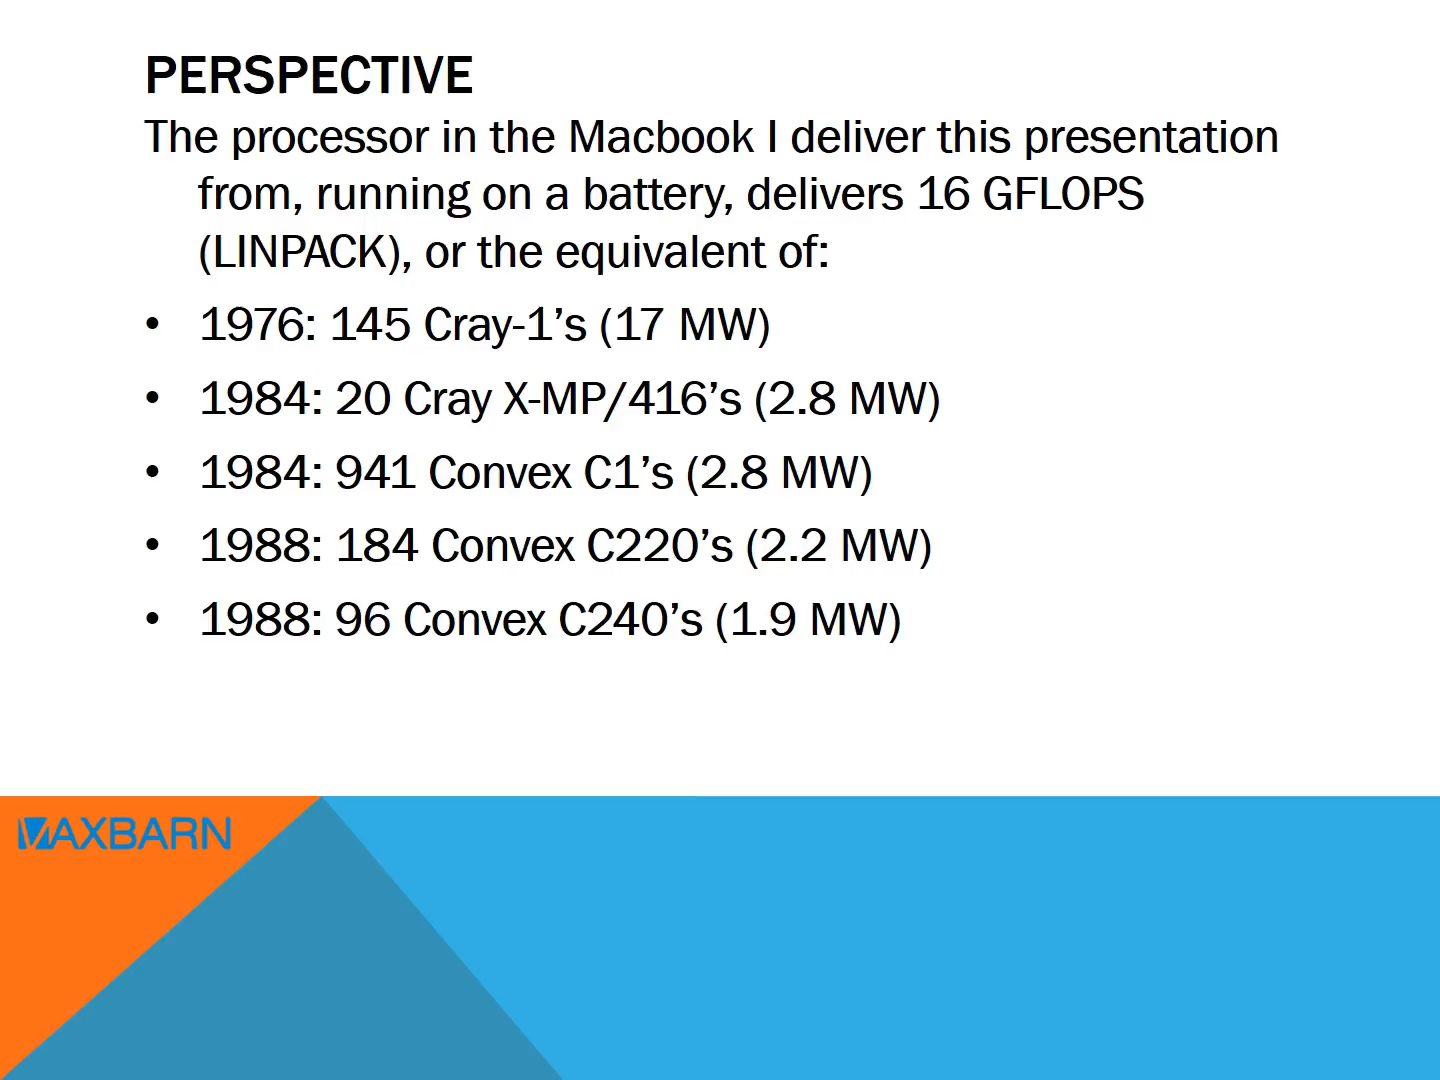 PERSPECTIVE
The processor in the Macbook I deliver this presentation
from, running on a battery, delivers 16 GFLOPS
(LINPACK), or the equivalent of:
• 1976: 145 Cray-1’s (17 MW)
• 1984: 20 Cray X-MP/416’s (2.8 MW)
• 1984: 941 Convex C1’s (2.8 MW)
• 1988: 184 Convex C220’s (2.2 MW)
• 1988: 96 Convex C240’s (1.9 MW)
VAXBARN